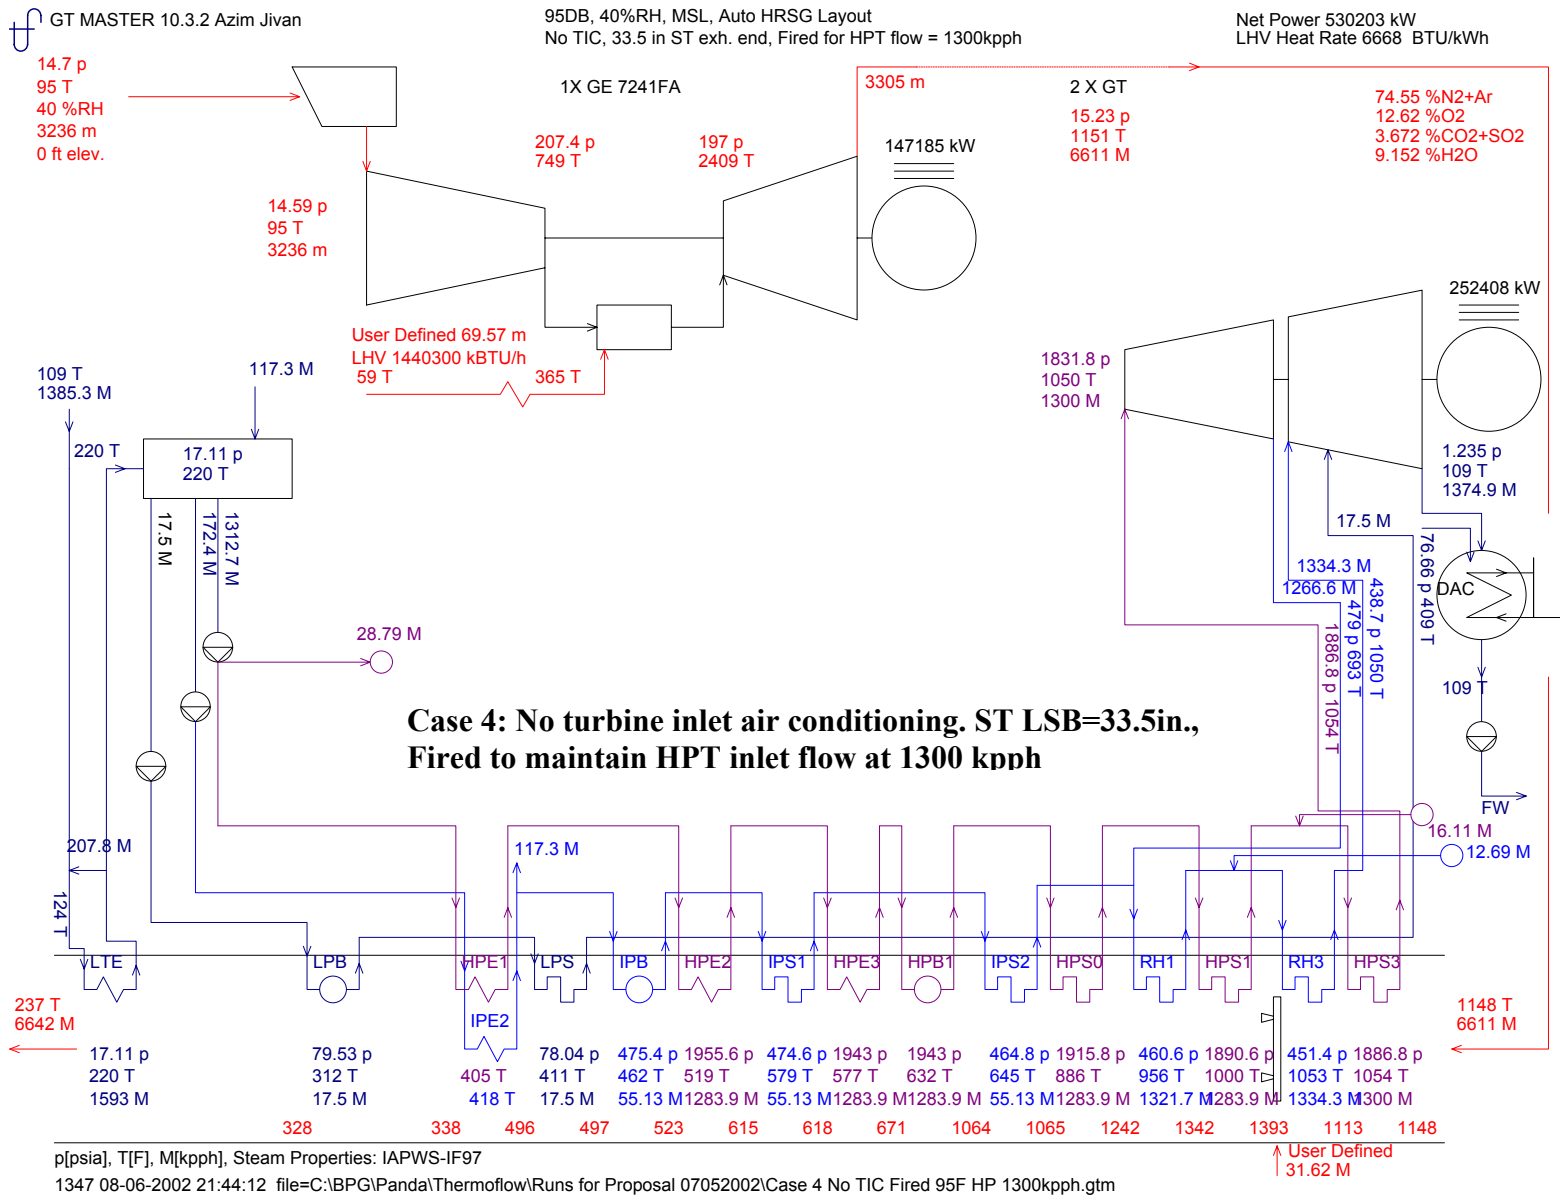 GT MASTER 10.3.2 Azim Jivan
95DB, 40%RH, MSL, Auto HRSG Layout
No TIC, 33.5 in ST exh. end, Fired for HPT flow = 1300kpph
Net Power 530203 kW
LHV Heat Rate 6668 BTU/kWh
14.7 p
95 T
40 %RH
3236 m
0 ft elev.
1X GE 7241FA
3305 m
2 X GT
15.23 p
1151 T
6611 M
74.55 %N2+Ar
12.62 %O2
3.672 %CO2+SO2
9.152 %H2O
207.4 p
749 T
197 p
2409 T
147185 kW
14.59 p
95 T
3236 m
252408 kW
User Defined 69.57 m
LHV 1440300 kBTU/h
59 T
365 T
1831.8 p
1050 T
1300 M
109 T
1385.3 M
117.3 M
220 T
17.11 p
220 T
1.235 p
109 T
1374.9 M
17.5 M
172.4 M
1312.7 M
17.5 M
76.66 p 409 T
1334.3 M
1266.6 M
438.7 p 1050 T
479 p 693 T
1886.8 p 1054 T
DAC
28.79 M
109 T
Case 4: No turbine inlet air conditioning. ST LSB=33.5in.,
Fired to maintain HPT inlet flow at 1300 kpph
FW
207.8 M
117.3 M
16.11 M
12.69 M
124 T
LTE
LPB
HPE1
LPS
IPB
HPE2
IPS1
HPE3
HPB1
IPS2
HPS0
RH1
HPS1
RH3
HPS3
IPE2
237 T
6642 M
1148 T
6611 M
17.11 p
220 T
1593 M
79.53 p
312 T
17.5 M
405 T
418 T
78.04 p
411 T
17.5 M
475.4 p
462 T
55.13 M
1955.6 p
519 T
1283.9 M
474.6 p
579 T
55.13 M
1943 p
577 T
1283.9 M
1943 p
632 T
1283.9 M
464.8 p
645 T
55.13 M
1915.8 p
886 T
1283.9 M
460.6 p
956 T
1321.7 M
1890.6 p
1000 T
1283.9 M
451.4 p
1053 T
1334.3 M
1886.8 p
1054 T
1300 M
328 338 496 497 523 615 618 671 1064 1065 1242 1342 1393 1113 1148
User Defined
31.62 M
p[psia], T[F], M[kpph], Steam Properties: IAPWS-IF97
1347 08-06-2002 21:44:12 file=C:\BPG\Panda\Thermoflow\Runs for Proposal 07052002\Case 4 No TIC Fired 95F HP 1300kpph.gtm